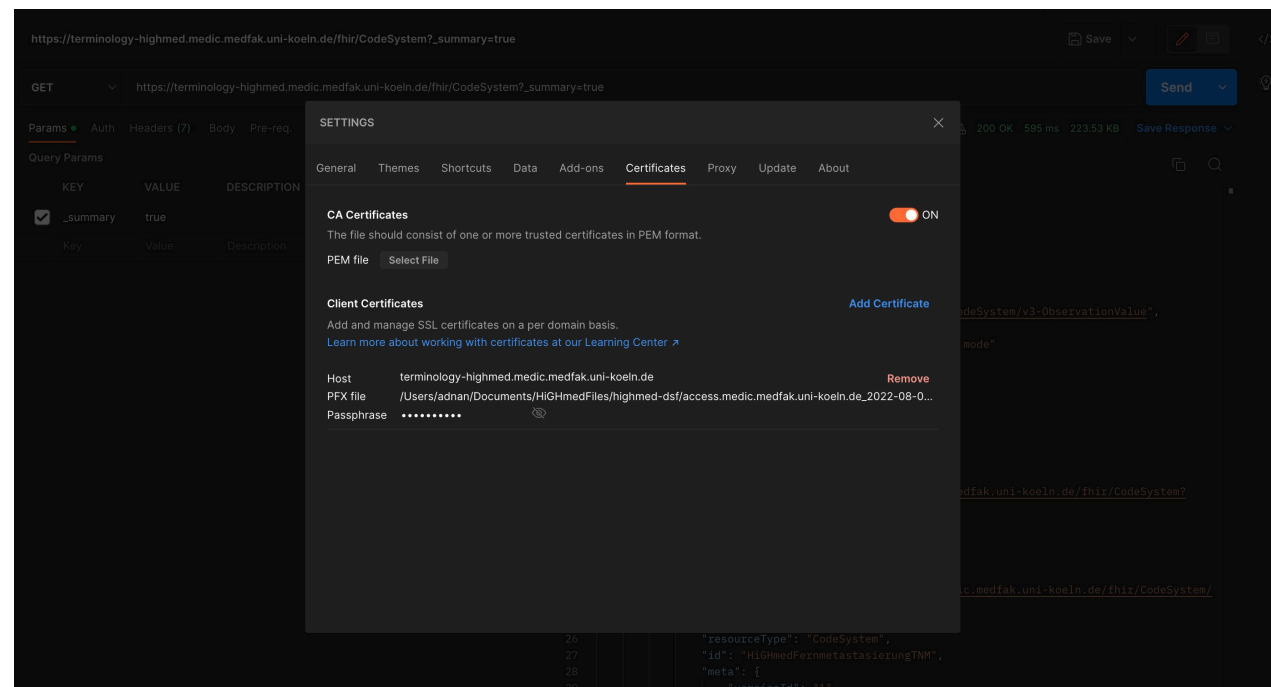 https://terminology-highmed.medic.medfak.uni-koeln.de/fhir/CodeSystem?_summary=true
Save
GET
https://terminology-highmed.medic.medfak.uni-koeln.de/fhir/CodeSystem?_summary=true
Send
Params
Auth
Headers (7)
Body
Pre-req.
200 OK 595 ms 223.53 KB
Save Response
Query Params
KEY VALUE DESCRIPTION
_summary true
Key Value Description
SETTINGS
General Themes Shortcuts Data Add-ons Certificates Proxy Update About
CA Certificates
ON
The file should consist of one or more trusted certificates in PEM format.
PEM file Select File
Client Certificates
Add Certificate
Add and manage SSL certificates on a per domain basis.
Learn more about working with certificates at our Learning Center ↗
Host terminology-highmed.medic.medfak.uni-koeln.de Remove
PFX file /Users/adnan/Documents/HiGHmedFiles/highmed-dsf/access.medic.medfak.uni-koeln.de_2022-08-0...
Passphrase ••••••••••
deSystem/v3-ObservationValue",
mode"
edfak.uni-koeln.de/fhir/CodeSystem?
ic.medfak.uni-koeln.de/fhir/CodeSystem/
26 "resourceType": "CodeSystem",
27 "id": "HiGHmedFernmetastasierungTNM",
28 "meta": {